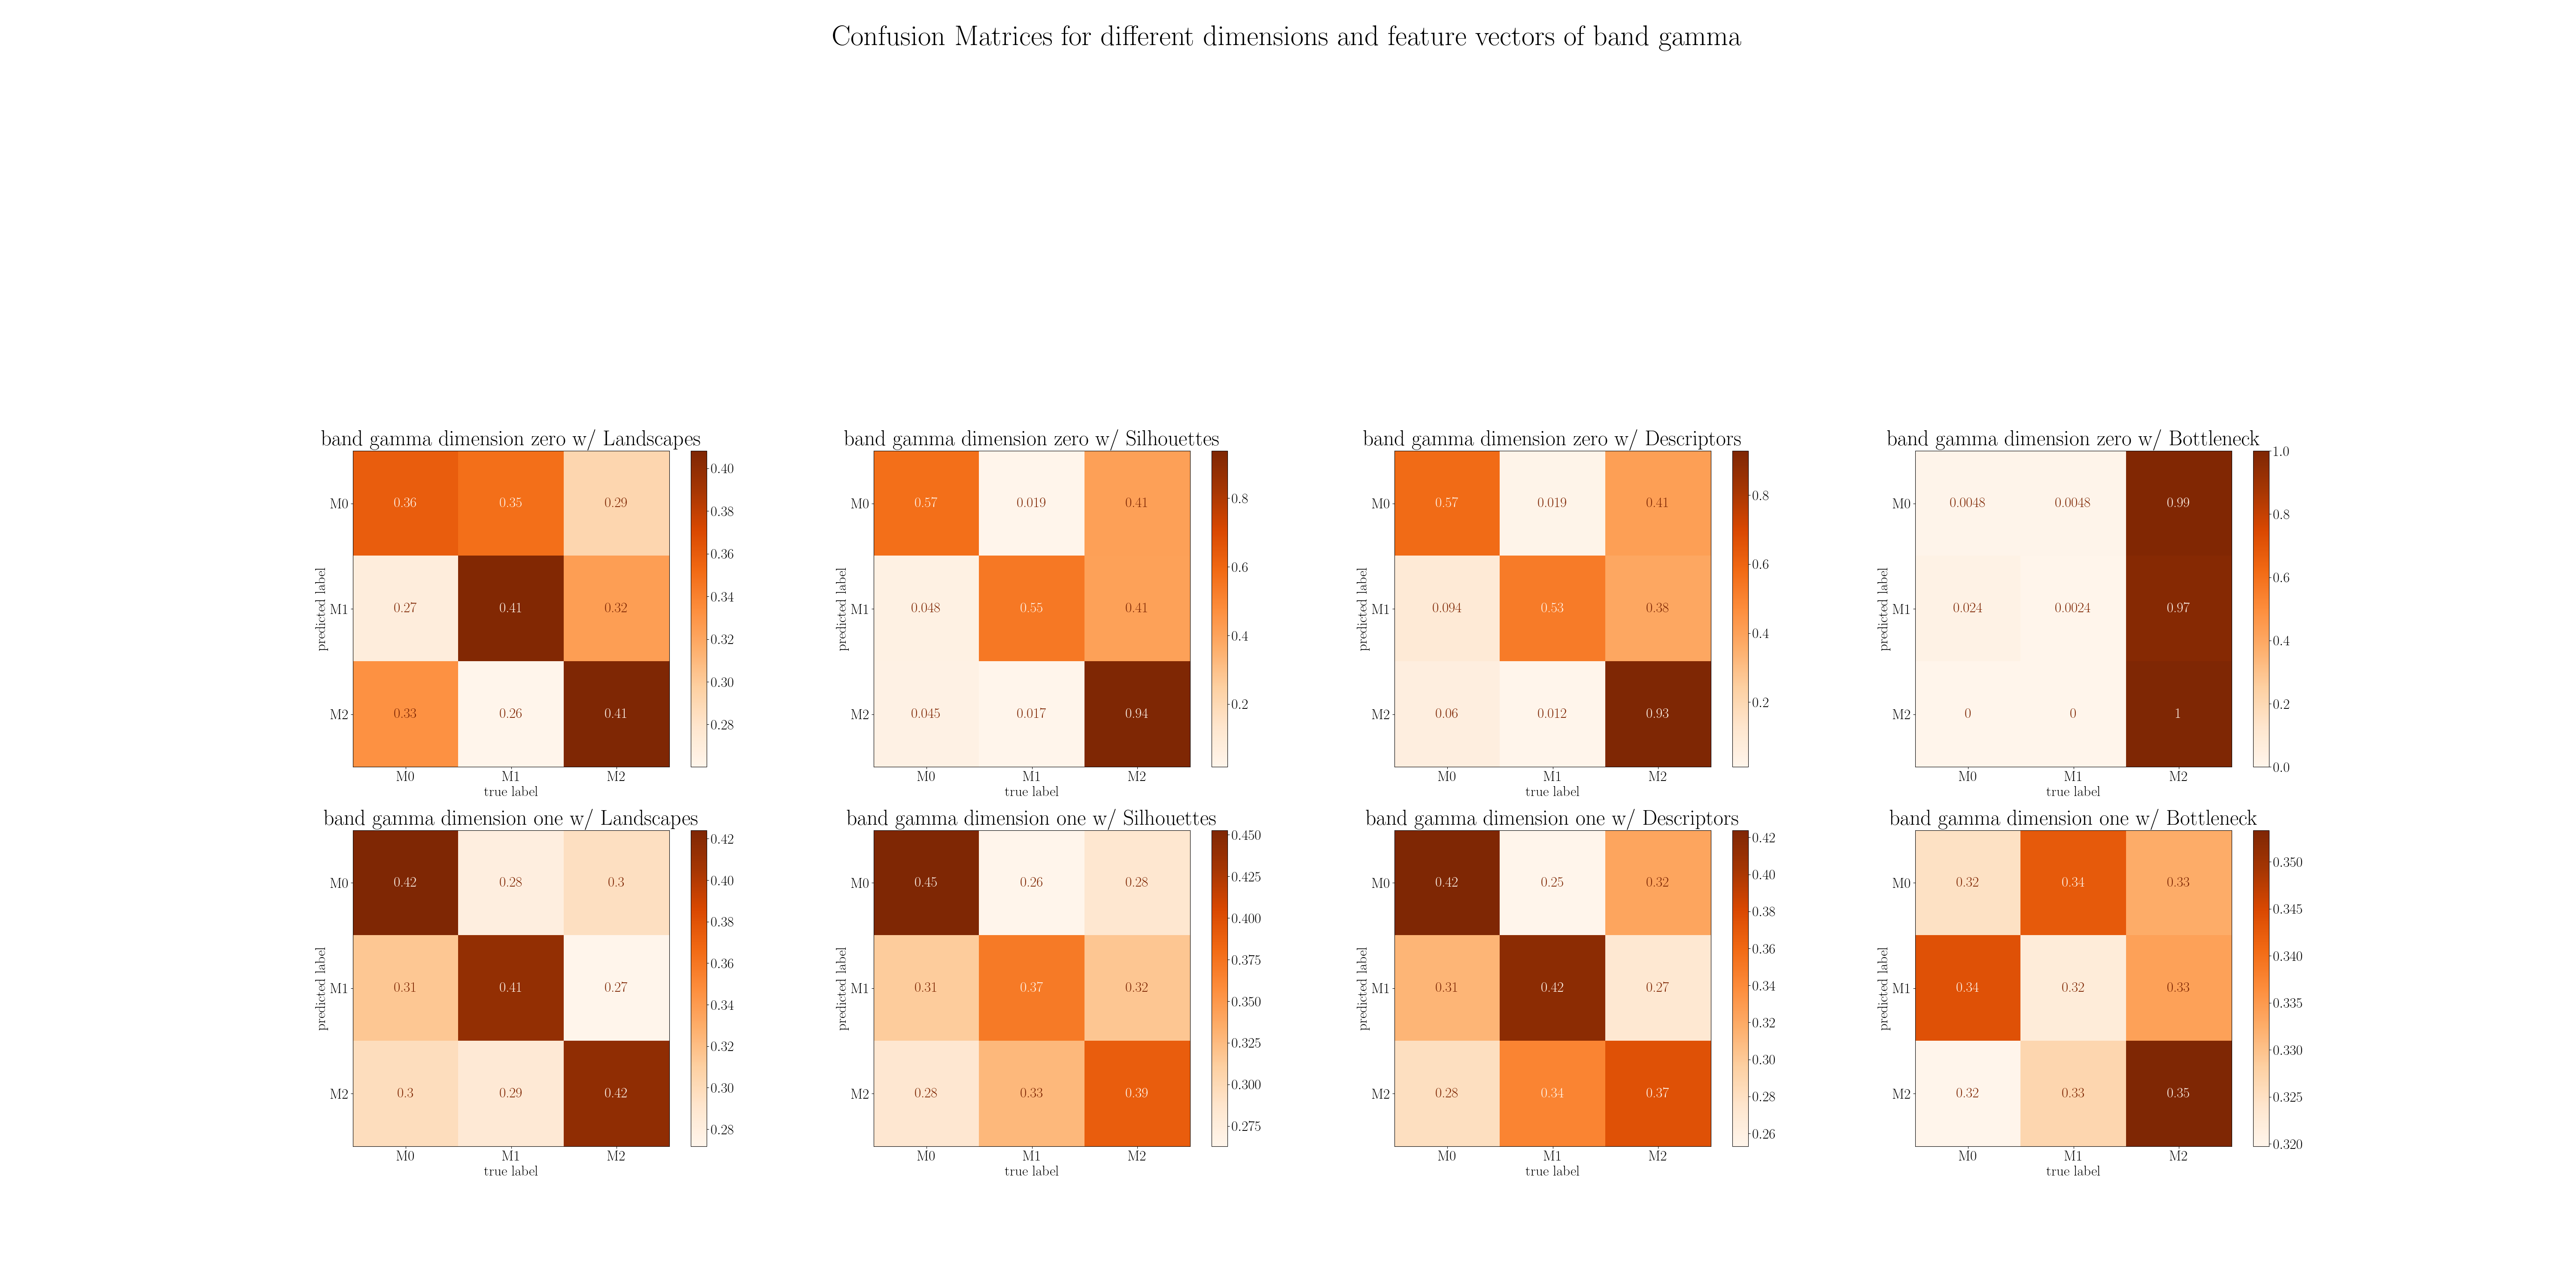 Confusion Matrices for different dimensions and feature vectors of band gamma
band gamma dimension zero w/ Landscapes
predicted label
M0 0.36 0.35 0.29
M1 0.27 0.41 0.32
M2 0.33 0.26 0.41
M0 M1 M2
true label
0.40
0.38
0.36
0.34
0.32
0.30
0.28
band gamma dimension zero w/ Silhouettes
predicted label
M0 0.57 0.019 0.41
M1 0.048 0.55 0.41
M2 0.045 0.017 0.94
M0 M1 M2
true label
0.8
0.6
0.4
0.2
band gamma dimension zero w/ Descriptors
predicted label
M0 0.57 0.019 0.41
M1 0.094 0.53 0.38
M2 0.06 0.012 0.93
M0 M1 M2
true label
0.8
0.6
0.4
0.2
band gamma dimension zero w/ Bottleneck
predicted label
M0 0.0048 0.0048 0.99
M1 0.024 0.0024 0.97
M2 0 0 1
M0 M1 M2
true label
1.0
0.8
0.6
0.4
0.2
0.0
band gamma dimension one w/ Landscapes
predicted label
M0 0.42 0.28 0.3
M1 0.31 0.41 0.27
M2 0.3 0.29 0.42
M0 M1 M2
true label
0.42
0.40
0.38
0.36
0.34
0.32
0.30
0.28
band gamma dimension one w/ Silhouettes
predicted label
M0 0.45 0.26 0.28
M1 0.31 0.37 0.32
M2 0.28 0.33 0.39
M0 M1 M2
true label
0.450
0.425
0.400
0.375
0.350
0.325
0.300
0.275
band gamma dimension one w/ Descriptors
predicted label
M0 0.42 0.25 0.32
M1 0.31 0.42 0.27
M2 0.28 0.34 0.37
M0 M1 M2
true label
0.42
0.40
0.38
0.36
0.34
0.32
0.30
0.28
0.26
band gamma dimension one w/ Bottleneck
predicted label
M0 0.32 0.34 0.33
M1 0.34 0.32 0.33
M2 0.32 0.33 0.35
M0 M1 M2
true label
0.350
0.345
0.340
0.335
0.330
0.325
0.320